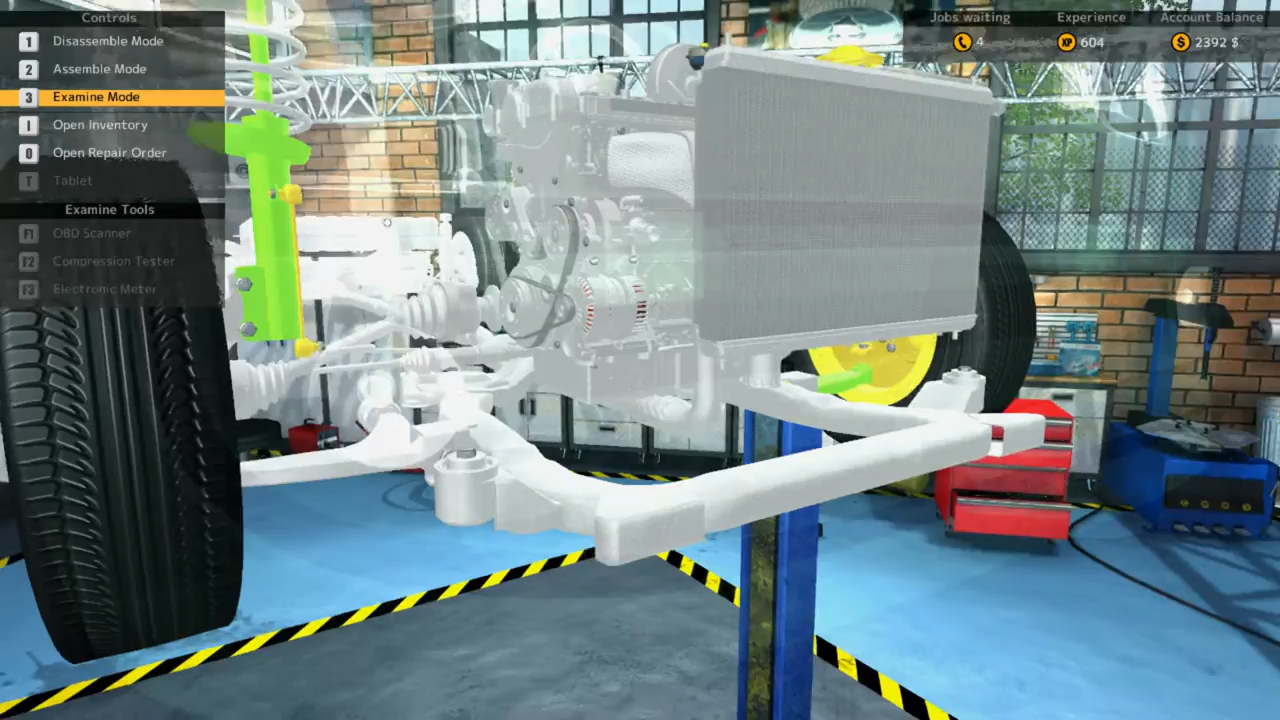 Controls
1 Disassemble Mode
2 Assemble Mode
3 Examine Mode
I Open Inventory
O Open Repair Order
T Tablet
Examine Tools
F1 OBD Scanner
F2 Compression Tester
F3 Electronic Meter
Jobs waiting Experience Account Balance
4 XP 604 $ 2392 $